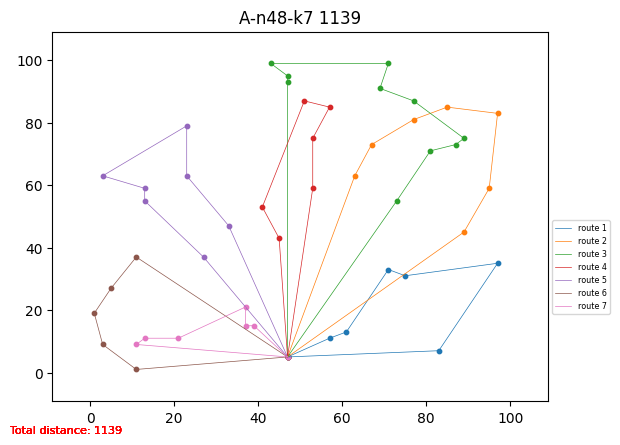 A-n48-k7 1139
100
80
60
40
20
0
0 20 40 60 80 100
route 1
route 2
route 3
route 4
route 5
route 6
route 7
Total distance: 1139